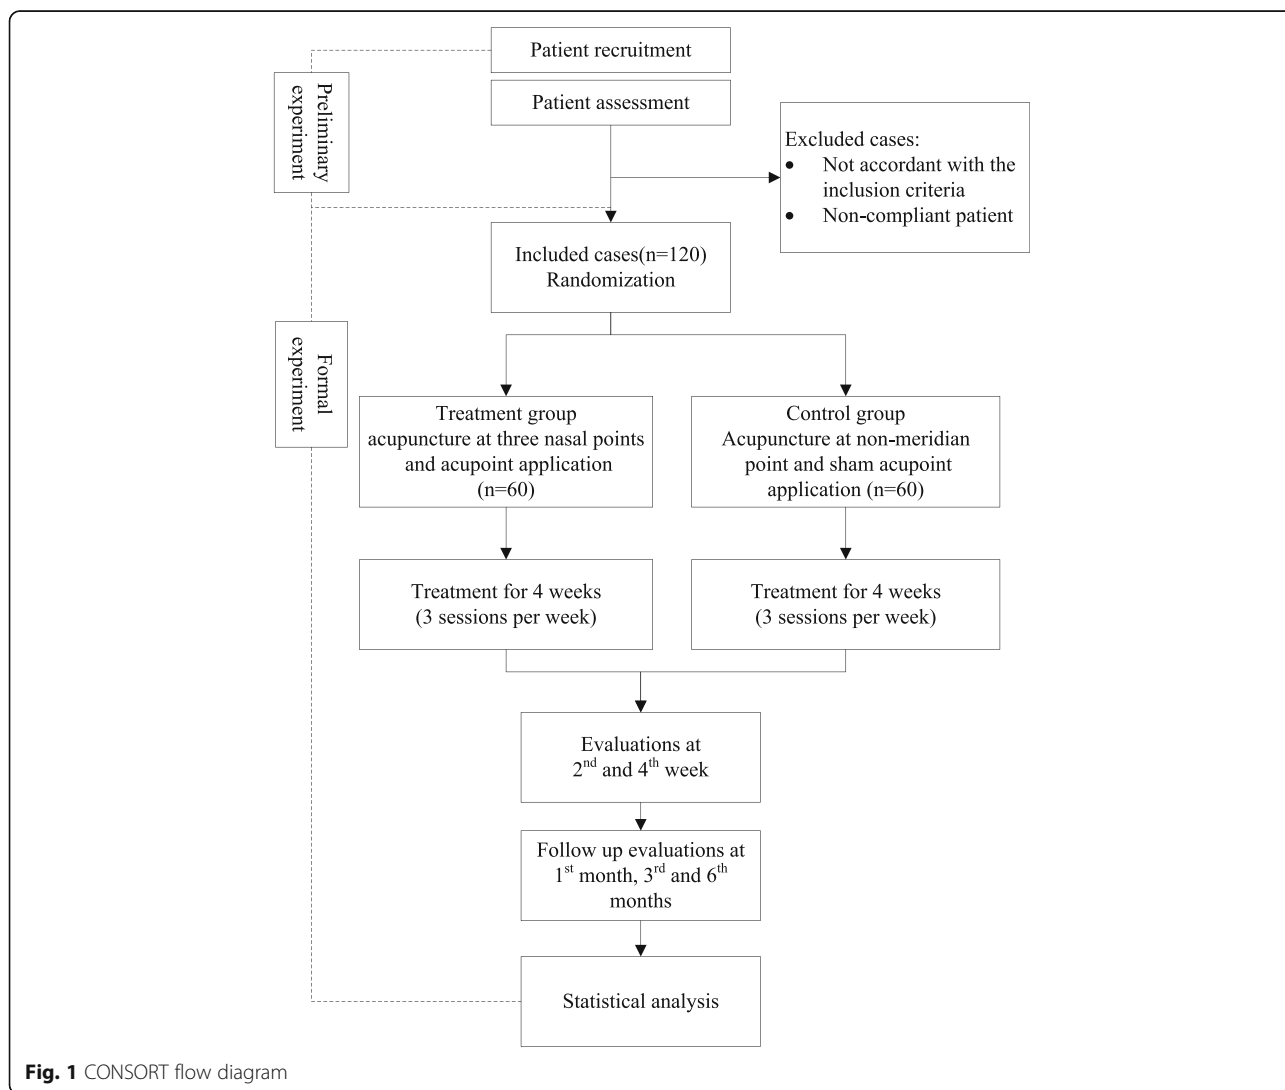 Patient recruitment
Preliminary
experiment
Patient assessment
Excluded cases:
● Not accordant with the
inclusion criteria
● Non-compliant patient
Included cases(n=120)
Randomization
Formal
experiment
Treatment group
acupuncture at three nasal points
and acupoint application
(n=60)
Control group
Acupuncture at non-meridian
point and sham acupoint
application (n=60)
Treatment for 4 weeks
(3 sessions per week)
Treatment for 4 weeks
(3 sessions per week)
Evaluations at
2nd and 4th week
Follow up evaluations at
1st month, 3rd and 6th
months
Statistical analysis
Fig. 1 CONSORT flow diagram